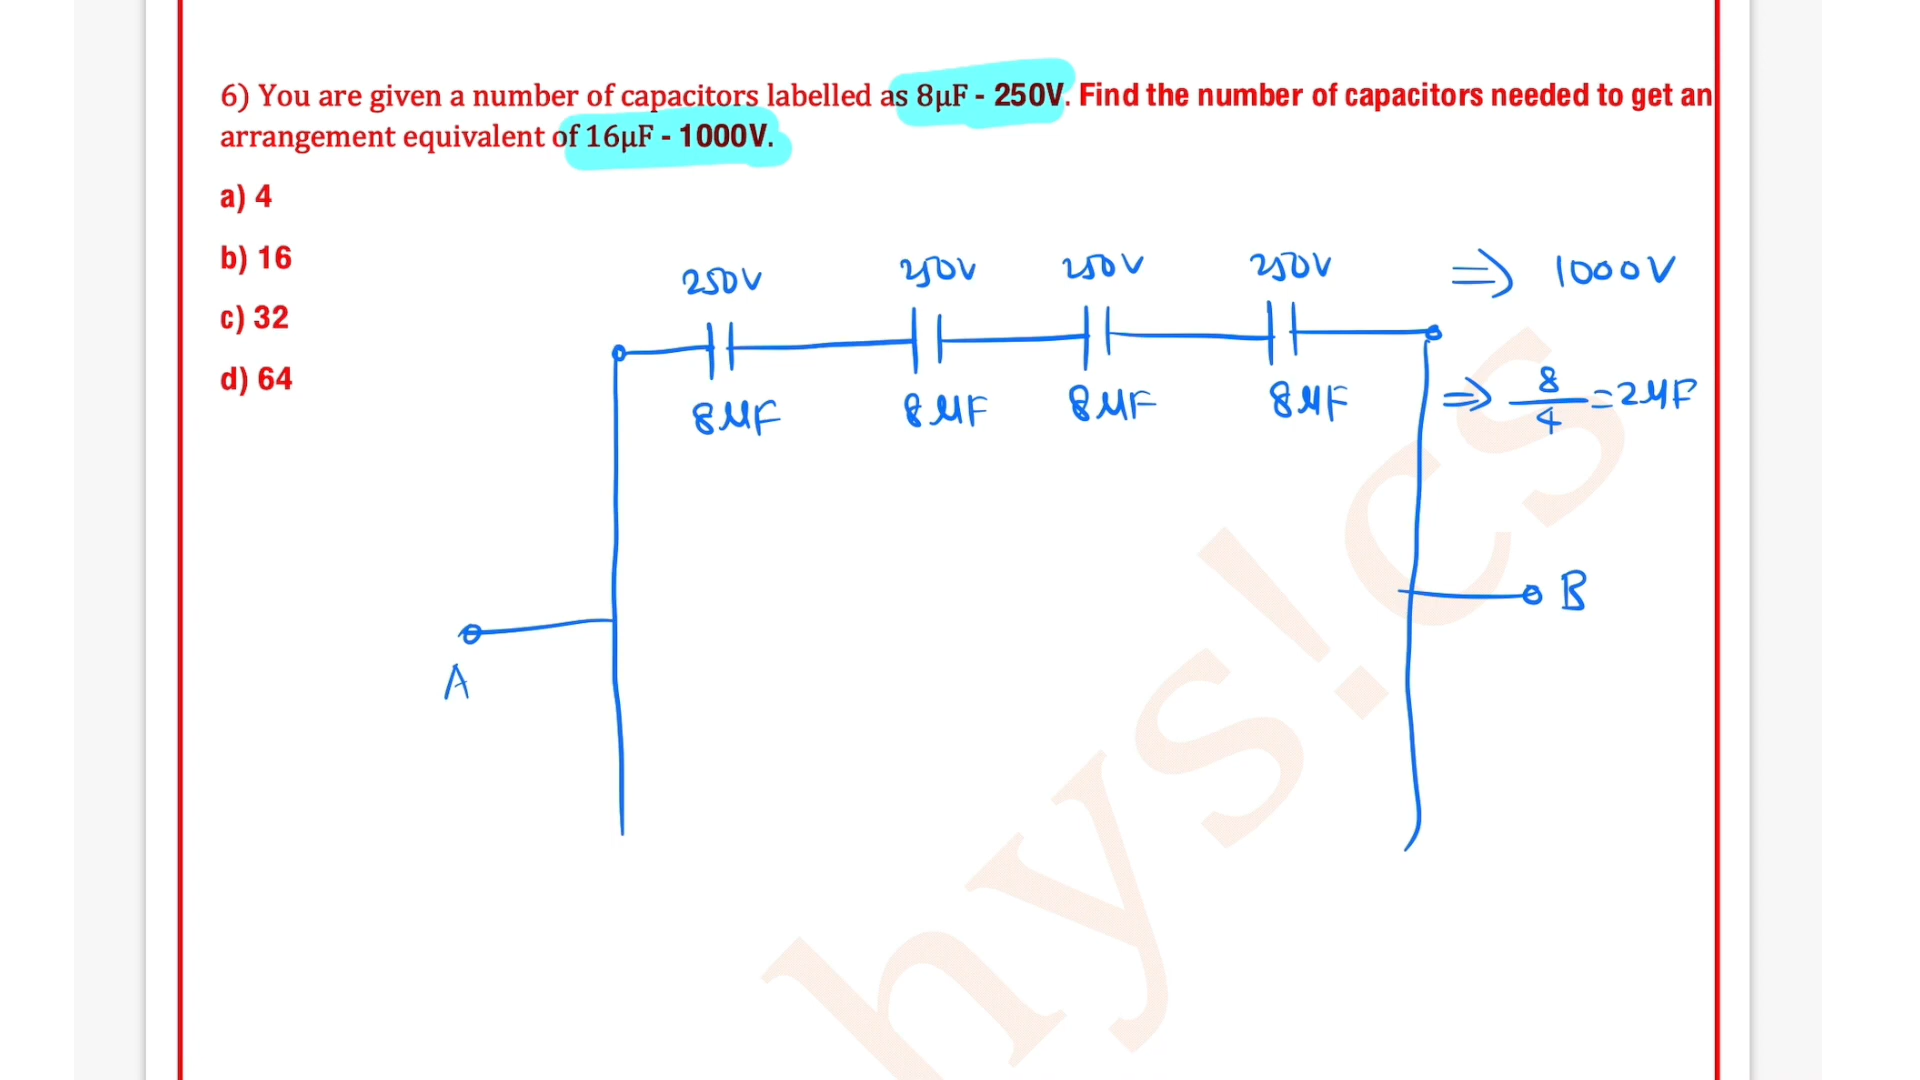 6) You are given a number of capacitors labelled as 8μF - 250V. Find the number of capacitors needed to get an
arrangement equivalent of 16μF - 1000V.
a) 4
b) 16
c) 32
d) 64
250V 250V 250V 250V ⇒ 1000V
8μF 8μF 8μF 8μF ⇒ 8/4 = 2μF
A
B
hys!cs